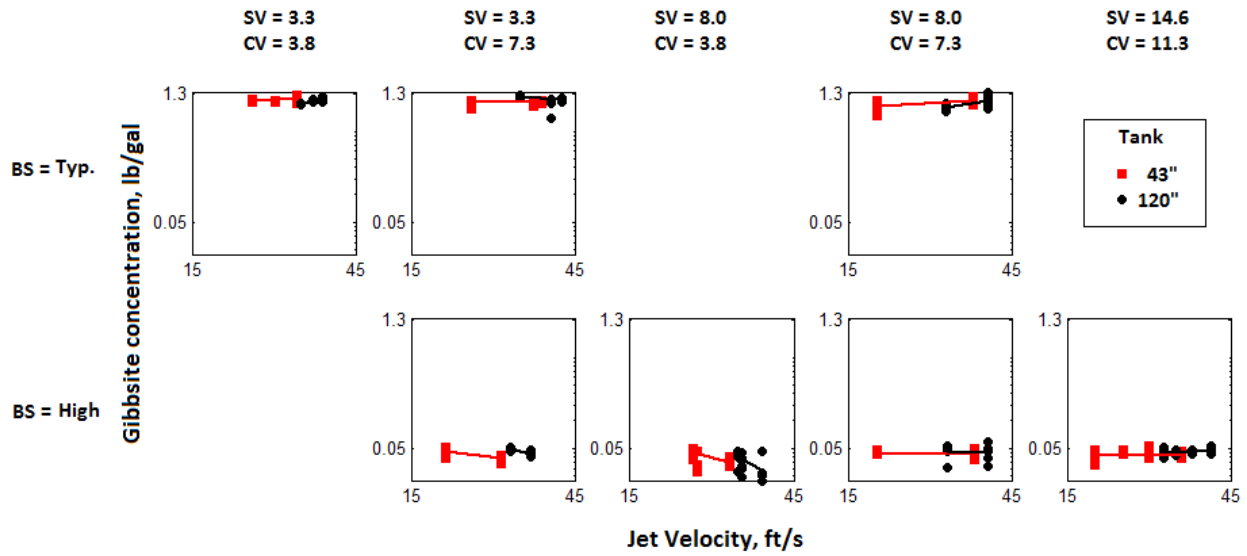 SV = 3.3 SV = 3.3 SV = 8.0 SV = 8.0 SV = 14.6
CV = 3.8 CV = 7.3 CV = 3.8 CV = 7.3 CV = 11.3
1.3 1.3 1.3
Tank
BS = Typ.
43"
120"
0.05 0.05 0.05
15 45 15 45 15 45
Gibbsite concentration, lb/gal
1.3 1.3 1.3 1.3
BS = High
0.05 0.05 0.05 0.05
15 45 15 45 15 45 15 45
Jet Velocity, ft/s